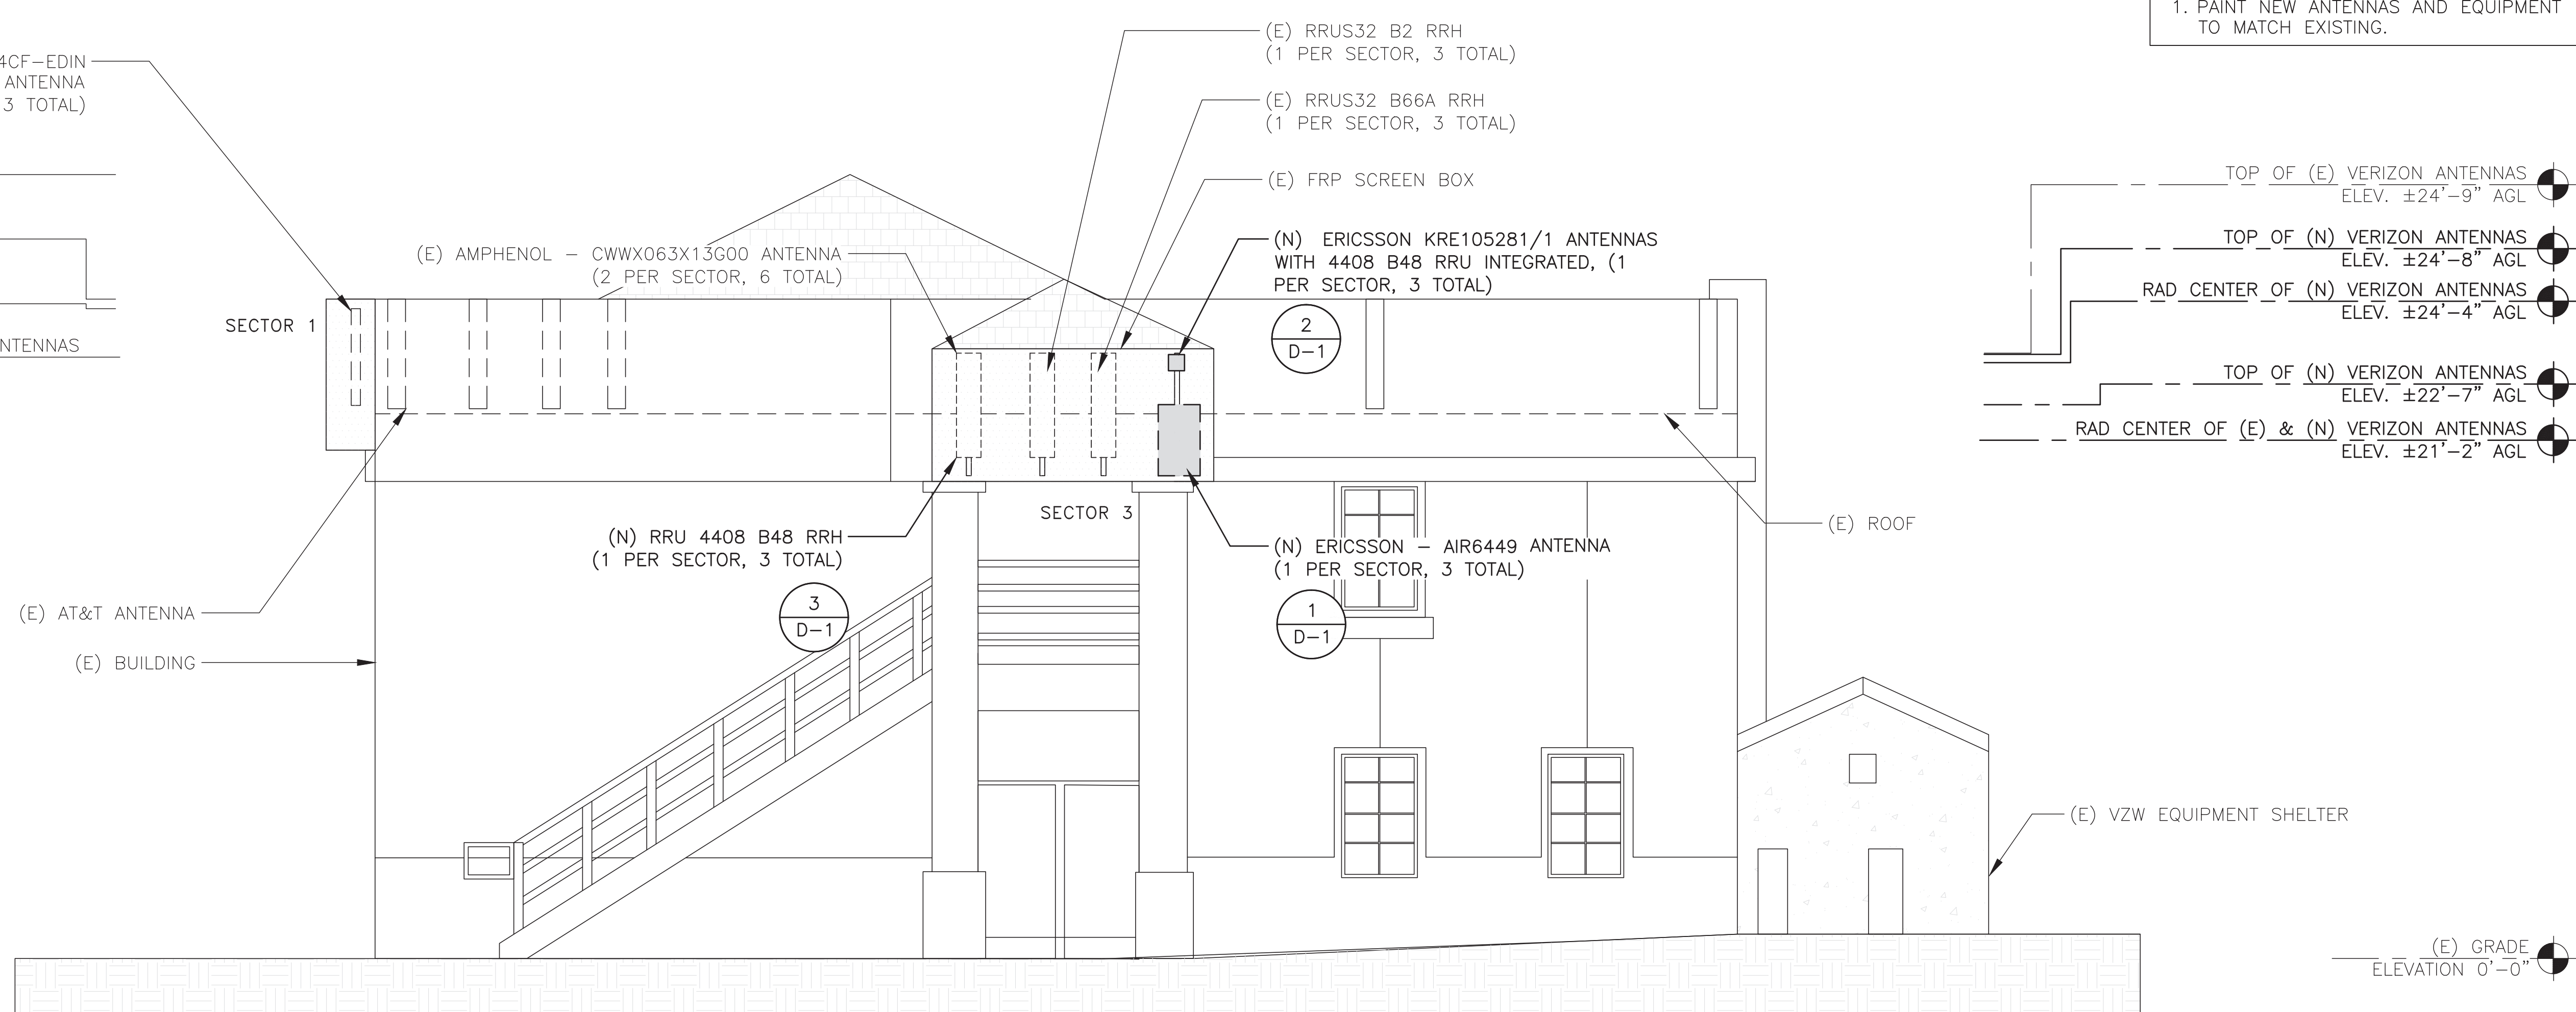 1. PAINT NEW ANTENNAS AND EQUIPMENT
TO MATCH EXISTING.
4CF-EDIN
ANTENNA
3 TOTAL)
(E) RRUS32 B2 RRH
(1 PER SECTOR, 3 TOTAL)
(E) RRUS32 B66A RRH
(1 PER SECTOR, 3 TOTAL)
(E) FRP SCREEN BOX
(E) AMPHENOL - CWWX063X13G00 ANTENNA
(2 PER SECTOR, 6 TOTAL)
(N) ERICSSON KRE105281/1 ANTENNAS
WITH 4408 B48 RRU INTEGRATED, (1
PER SECTOR, 3 TOTAL)
2
D-1
SECTOR 1
NTENNAS
TOP OF (E) VERIZON ANTENNAS
ELEV. ±24'-9" AGL
TOP OF (N) VERIZON ANTENNAS
ELEV. ±24'-8" AGL
RAD CENTER OF (N) VERIZON ANTENNAS
ELEV. ±24'-4" AGL
TOP OF (N) VERIZON ANTENNAS
ELEV. ±22'-7" AGL
RAD CENTER OF (E) & (N) VERIZON ANTENNAS
ELEV. ±21'-2" AGL
SECTOR 3
(N) RRU 4408 B48 RRH
(1 PER SECTOR, 3 TOTAL)
3
D-1
(N) ERICSSON - AIR6449 ANTENNA
(1 PER SECTOR, 3 TOTAL)
1
D-1
(E) ROOF
(E) AT&T ANTENNA
(E) BUILDING
(E) VZW EQUIPMENT SHELTER
(E) GRADE
ELEVATION 0'-0"